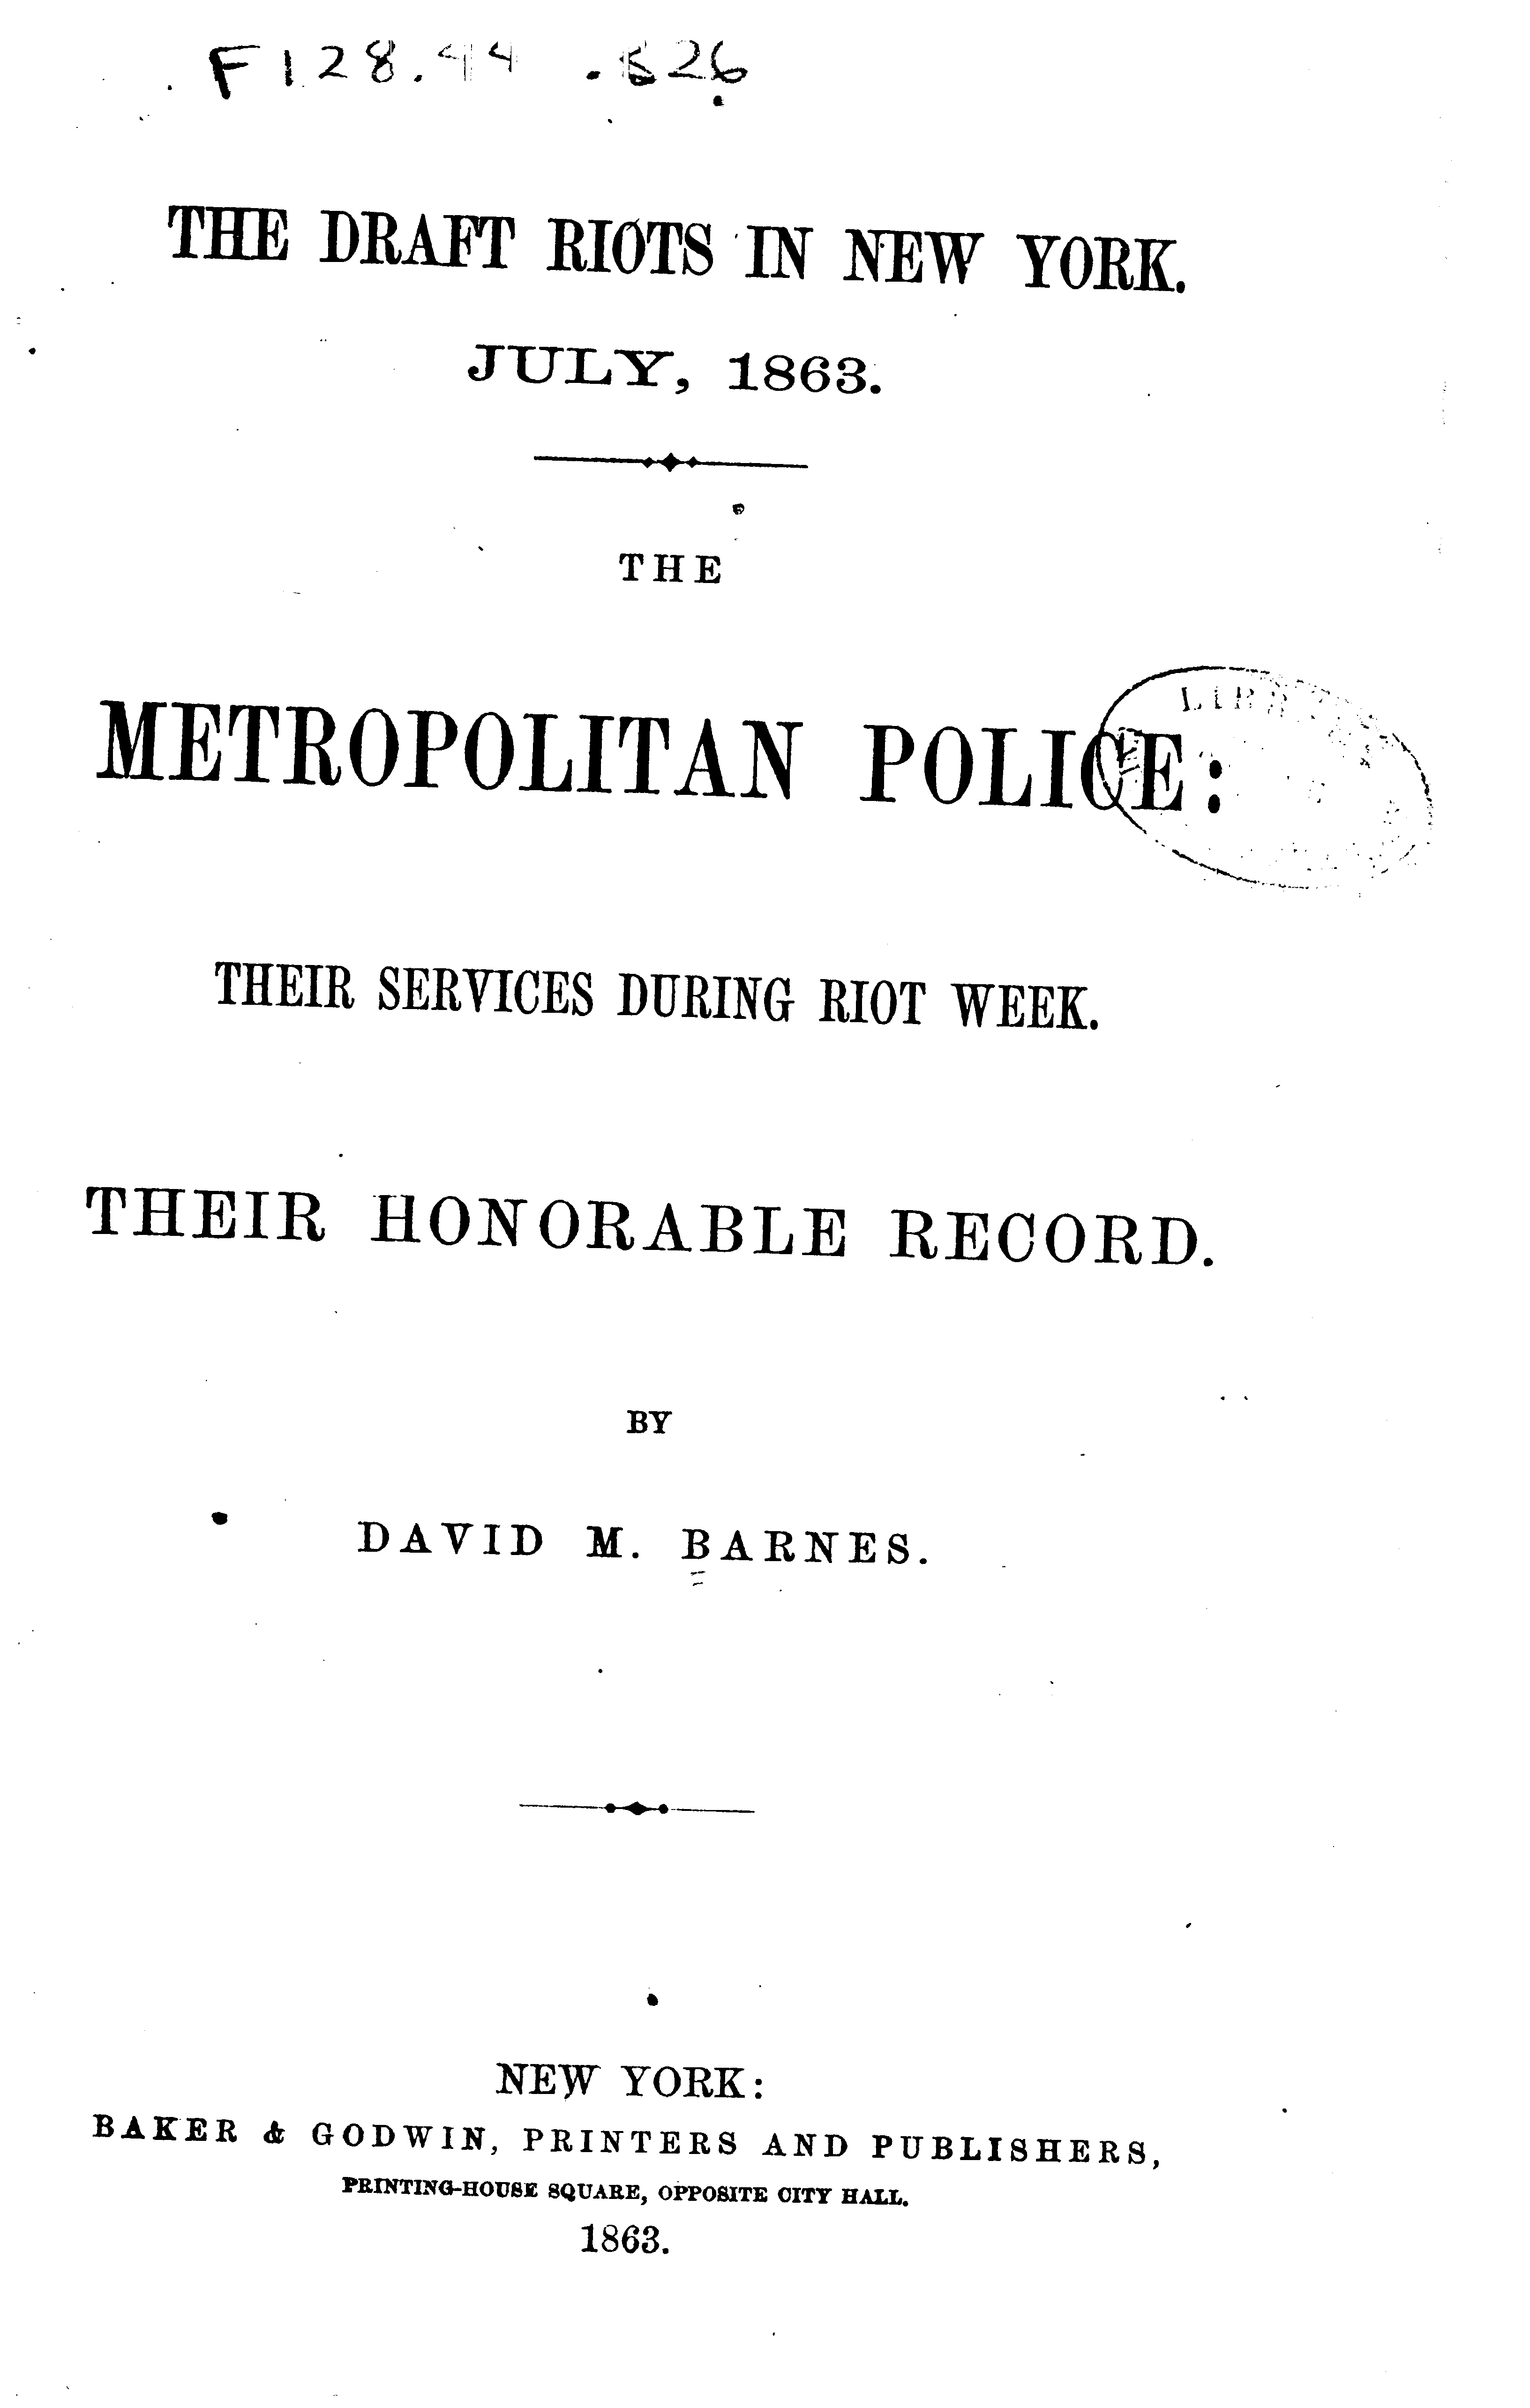 F128.44 .B26
THE DRAFT RIOTS IN NEW YORK.
JULY, 1863.
THE
METROPOLITAN POLICE:
THEIR SERVICES DURING RIOT WEEK.
THEIR HONORABLE RECORD.
BY
DAVID M. BARNES.
NEW YORK:
BAKER & GODWIN, PRINTERS AND PUBLISHERS,
PRINTING-HOUSE SQUARE, OPPOSITE CITY HALL.
1863.